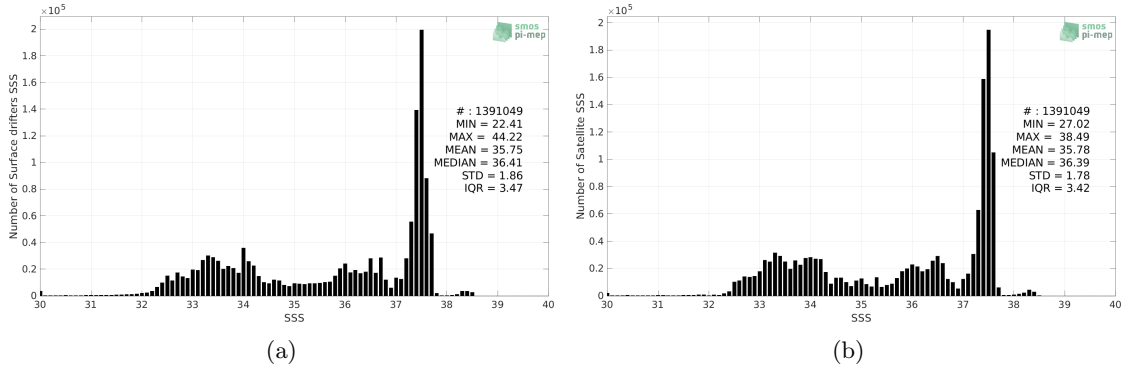 ×10⁵
2
1.8
1.6
1.4
1.2
1
0.8
0.6
0.4
0.2
0
Number of Surface drifters SSS
smos
pi-mep
# : 1391049
MIN = 22.41
MAX = 44.22
MEAN = 35.75
MEDIAN = 36.41
STD = 1.86
IQR = 3.47
30 31 32 33 34 35 36 37 38 39 40
SSS
(a)
×10⁵
2
1.8
1.6
1.4
1.2
1
0.8
0.6
0.4
0.2
0
Number of Satellite SSS
smos
pi-mep
# : 1391049
MIN = 27.02
MAX = 38.49
MEAN = 35.78
MEDIAN = 36.39
STD = 1.78
IQR = 3.42
30 31 32 33 34 35 36 37 38 39 40
SSS
(b)